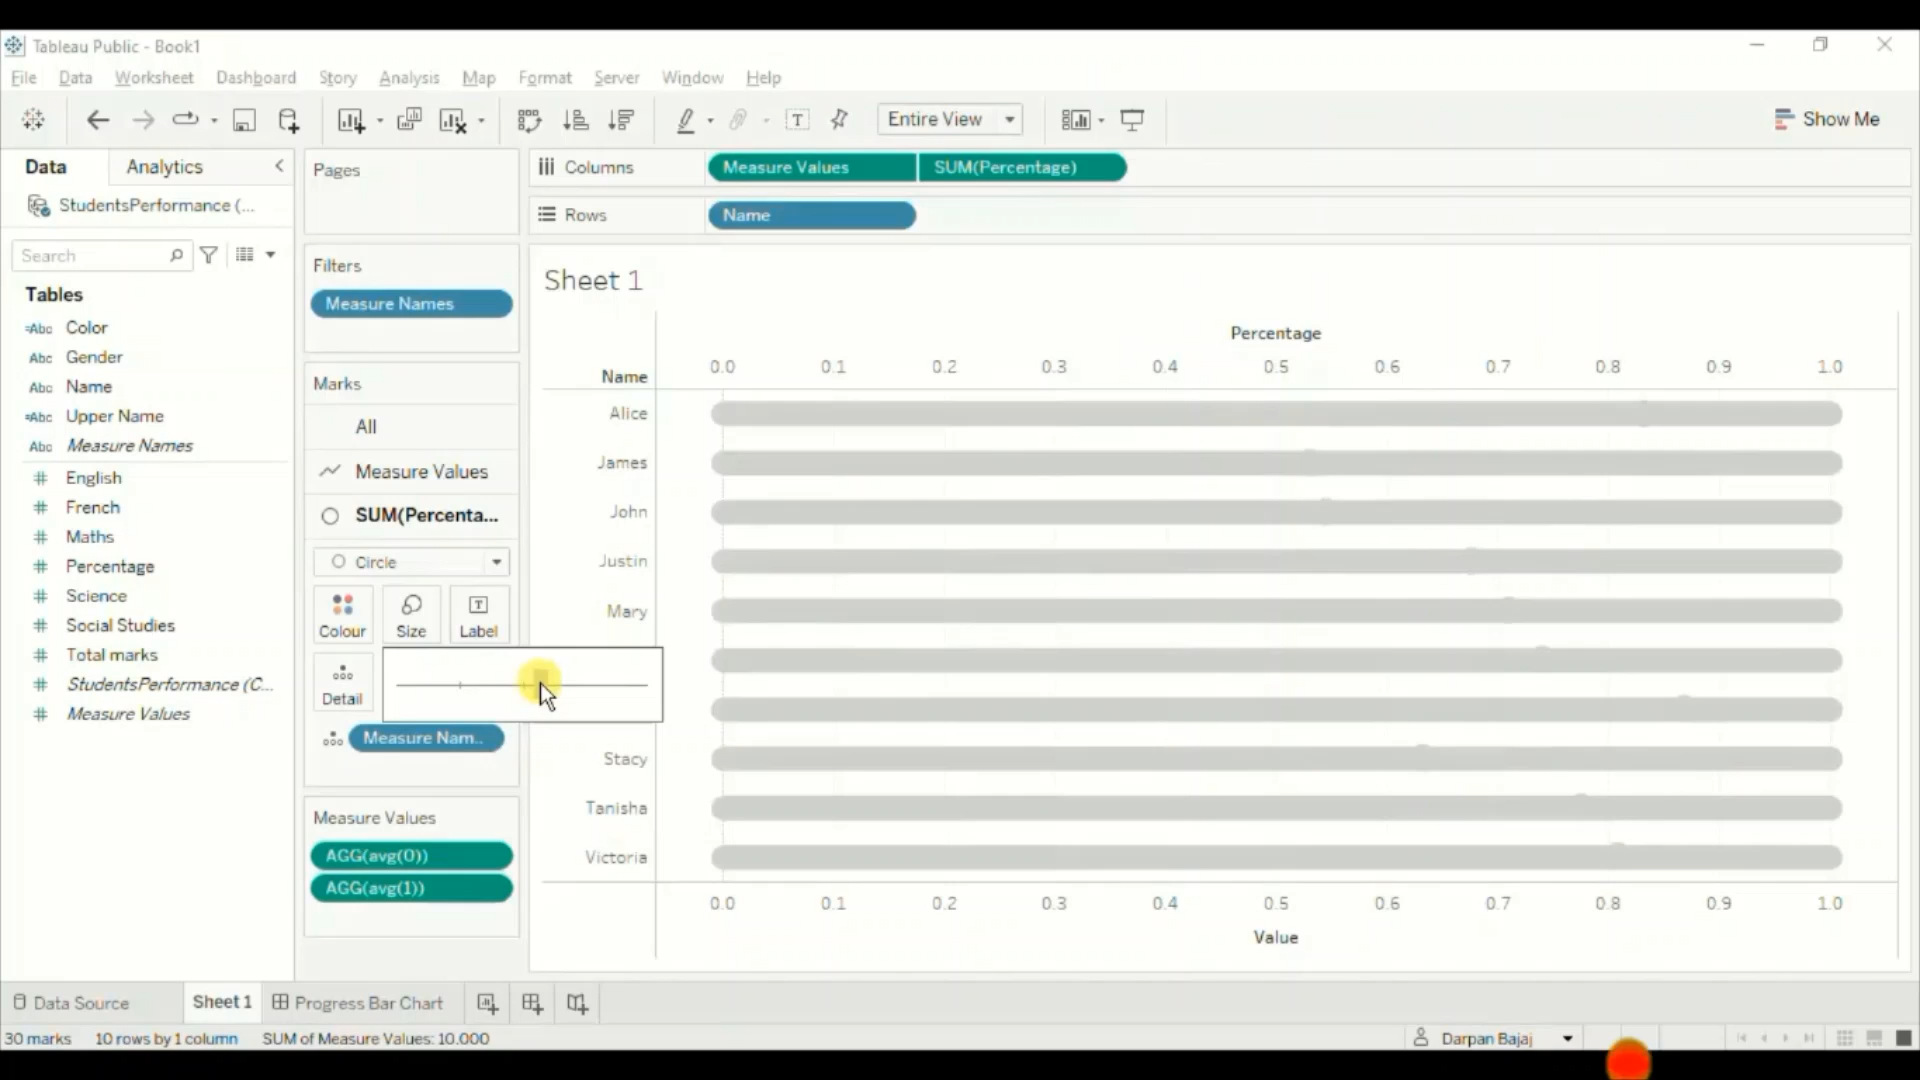 Tableau Public - Book1
File Data Worksheet Dashboard Story Analysis Map Format Server Window Help
Entire View
Show Me
Data Analytics
Pages
Columns Measure Values SUM(Percentage)
StudentsPerformance (...
Rows Name
Search
Filters
Measure Names
Sheet 1
Tables
Abc Color
Abc Gender
Abc Name
Abc Upper Name
Abc Measure Names
English
French
Maths
Percentage
Science
Social Studies
Total marks
StudentsPerformance (C...
Measure Values
Marks
All
Measure Values
SUM(Percenta...
Circle
Colour Size Label
Detail
Measure Nam..
Measure Values
AGG(avg(0))
AGG(avg(1))
Percentage
Name 0.0 0.1 0.2 0.3 0.4 0.5 0.6 0.7 0.8 0.9 1.0
Alice
James
John
Justin
Mary
Stacy
Tanisha
Victoria
0.0 0.1 0.2 0.3 0.4 0.5 0.6 0.7 0.8 0.9 1.0
Value
Data Source Sheet 1 Progress Bar Chart
30 marks 10 rows by 1 column SUM of Measure Values: 10.000
Darpan Bajaj